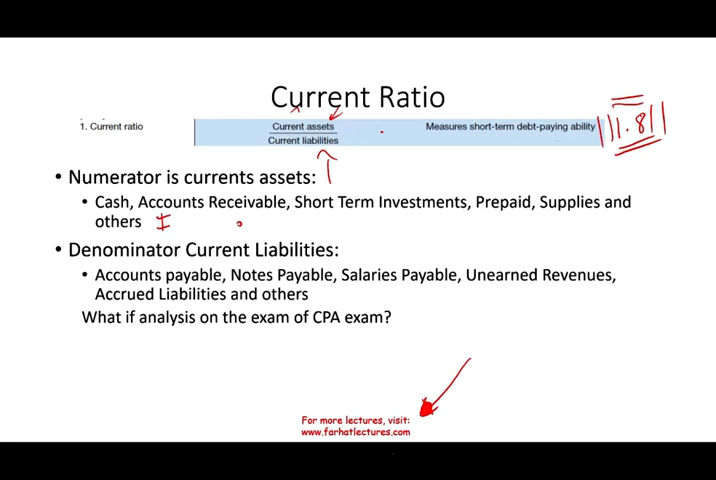 Current Ratio
1. Current ratio
Current assets
Current liabilities
Measures short-term debt-paying ability
1.8
• Numerator is currents assets:
• Cash, Accounts Receivable, Short Term Investments, Prepaid, Supplies and
others I
• Denominator Current Liabilities:
• Accounts payable, Notes Payable, Salaries Payable, Unearned Revenues,
Accrued Liabilities and others
What if analysis on the exam of CPA exam?
For more lectures, visit:
www.farhatlectures.com